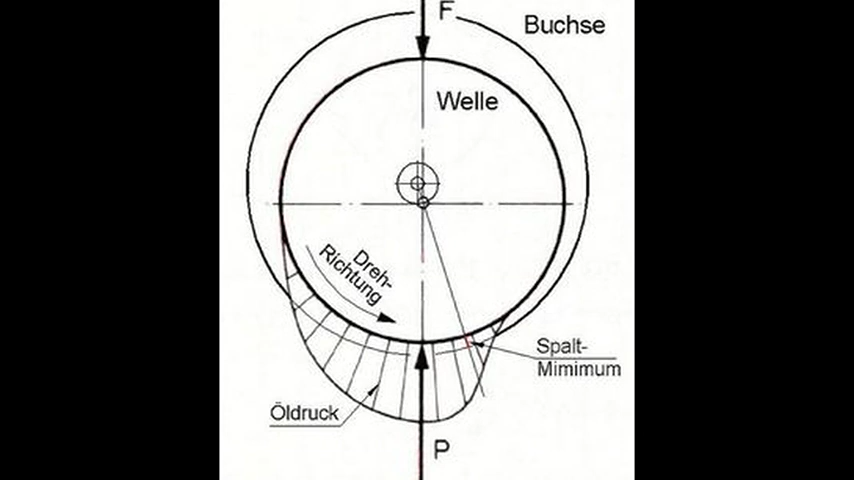 F
Buchse
Welle
Dreh-
Richtung
Spalt-
Mimimum
Öldruck
P